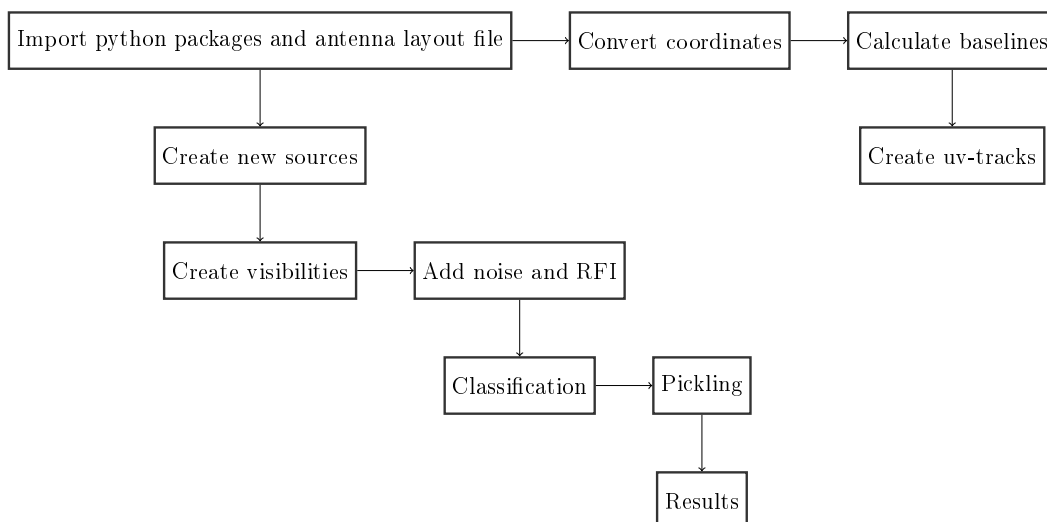 Import python packages and antenna layout file
Convert coordinates
Calculate baselines
Create new sources
Create uv-tracks
Create visibilities
Add noise and RFI
Classification
Pickling
Results